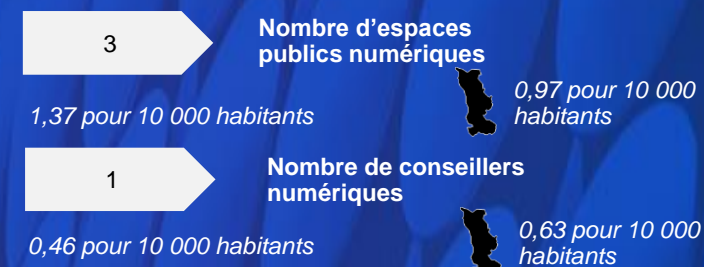 3
Nombre d’espaces
publics numériques
1,37 pour 10 000 habitants
0,97 pour 10 000
habitants
1
Nombre de conseillers
numériques
0,46 pour 10 000 habitants
0,63 pour 10 000
habitants